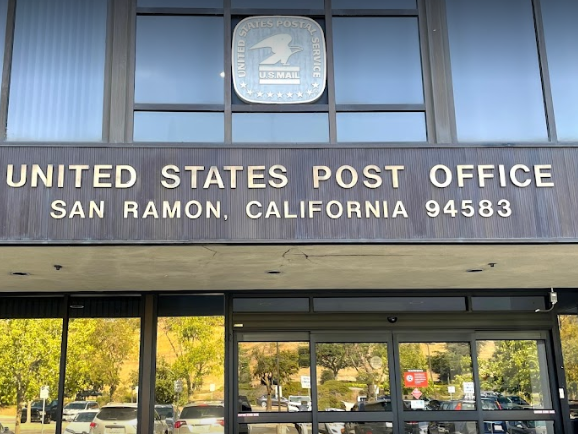 UNITED STATES POSTAL SERVICE
U.S.MAIL
UNITED STATES POST OFFICE
SAN RAMON, CALIFORNIA 94583